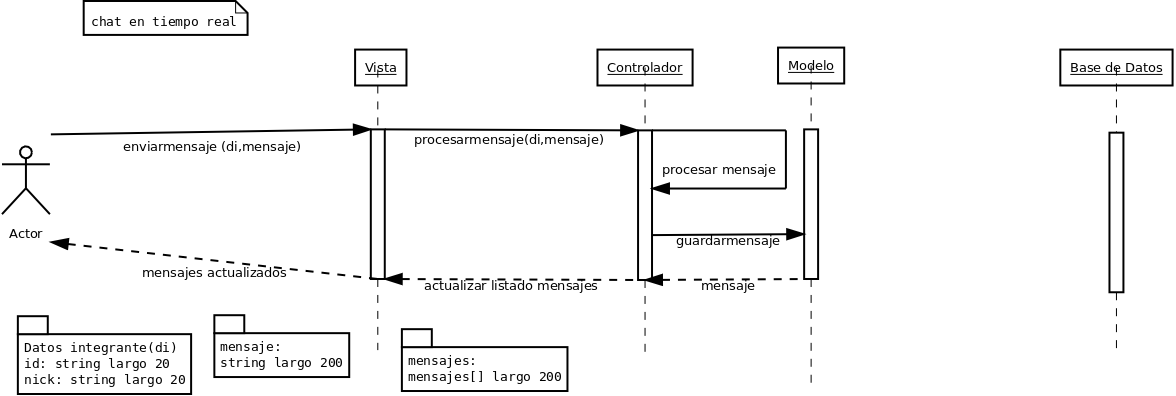 chat en tiempo real
Vista
Controlador
Modelo
Base de Datos
enviarmensaje (di,mensaje)
procesarmensaje(di,mensaje)
procesar mensaje
Actor
guardarmensaje
mensajes actualizados
actualizar listado mensajes
mensaje
Datos integrante(di)
id: string largo 20
nick: string largo 20
mensaje:
string largo 200
mensajes:
mensajes[] largo 200